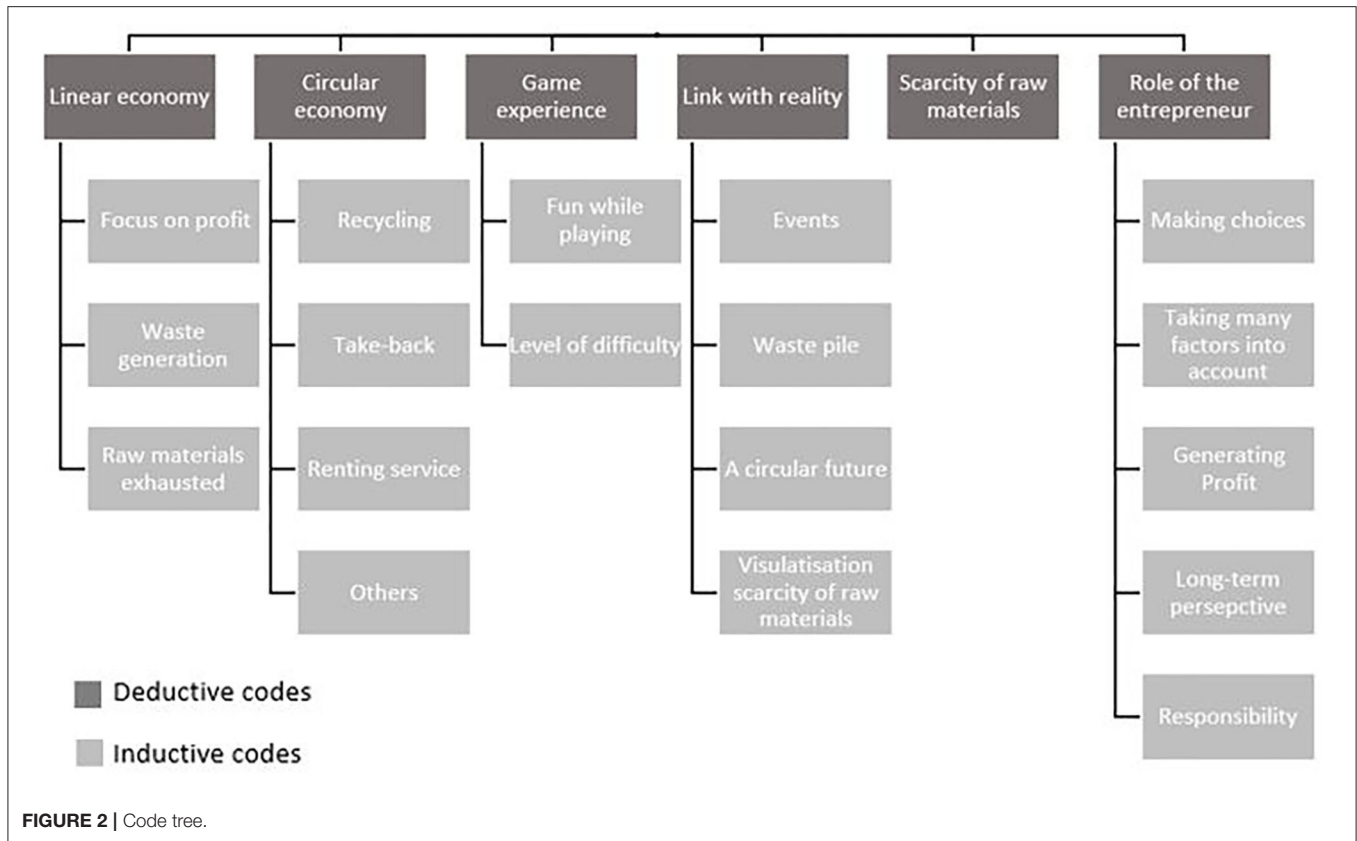 Linear economy
Circular
economy
Game
experience
Link with reality
Scarcity of raw
materials
Role of the
entrepreneur
Focus on profit
Waste
generation
Raw materials
exhausted
Recycling
Take-back
Renting service
Others
Fun while
playing
Level of difficulty
Events
Waste pile
A circular future
Visulatisation
scarcity of raw
materials
Making choices
Taking many
factors into
account
Generating
Profit
Long-term
persepctive
Responsibility
Deductive codes
Inductive codes
FIGURE 2 | Code tree.